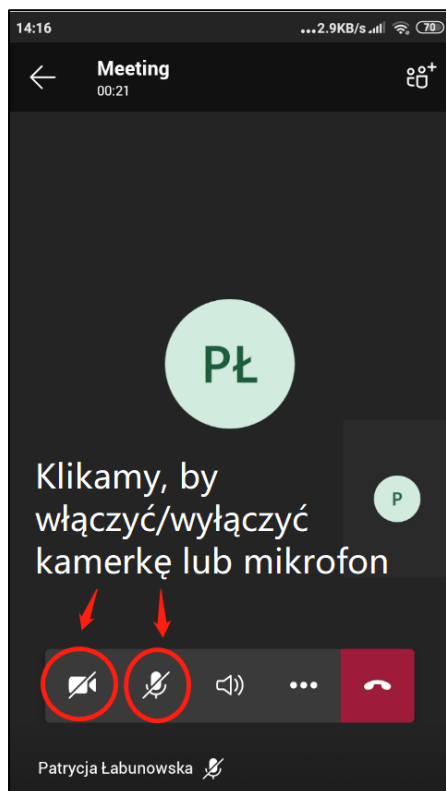 14:16 ...2.9KB/s 70
Meeting
00:21
PŁ
P
Klikamy, by
włączyć/wyłączyć
kamerkę lub mikrofon
Patrycja Łabunowska